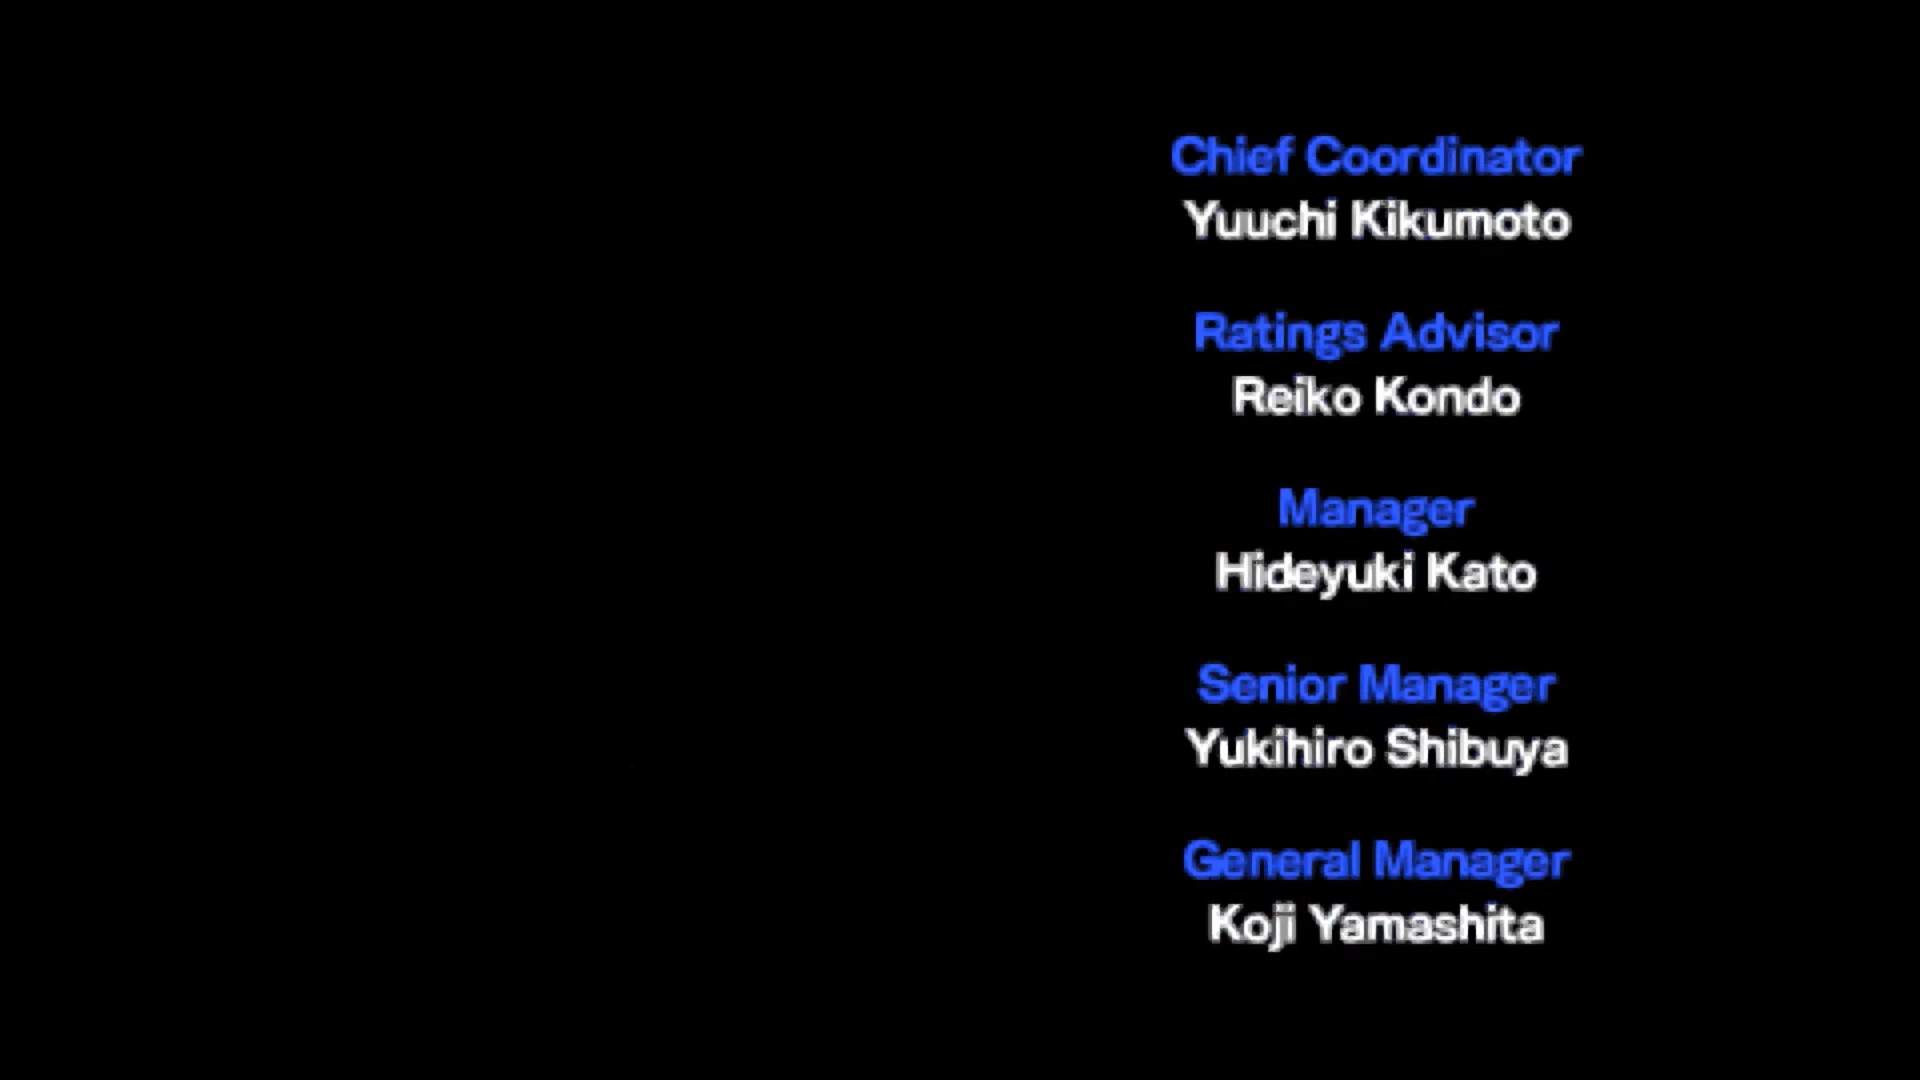 Chief Coordinator
Yuuchi Kikumoto
Ratings Advisor
Reiko Kondo
Manager
Hideyuki Kato
Senior Manager
Yukihiro Shibuya
General Manager
Koji Yamashita